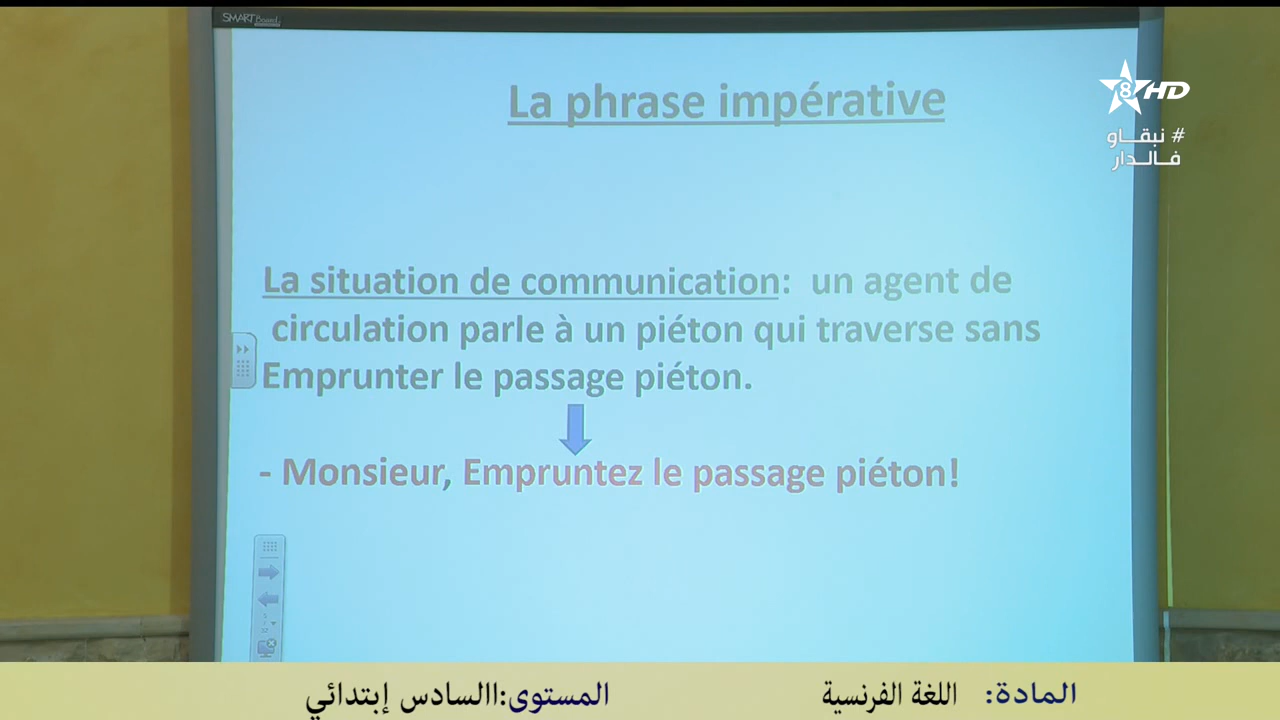 SMART Board
La phrase impérative
8 HD
# نبقاو
فالدار
La situation de communication: un agent de
circulation parle à un piéton qui traverse sans
Emprunter le passage piéton.
- Monsieur, Empruntez le passage piéton!
المادة: اللغة الفرنسية
المستوى:االسادس إبتدائي